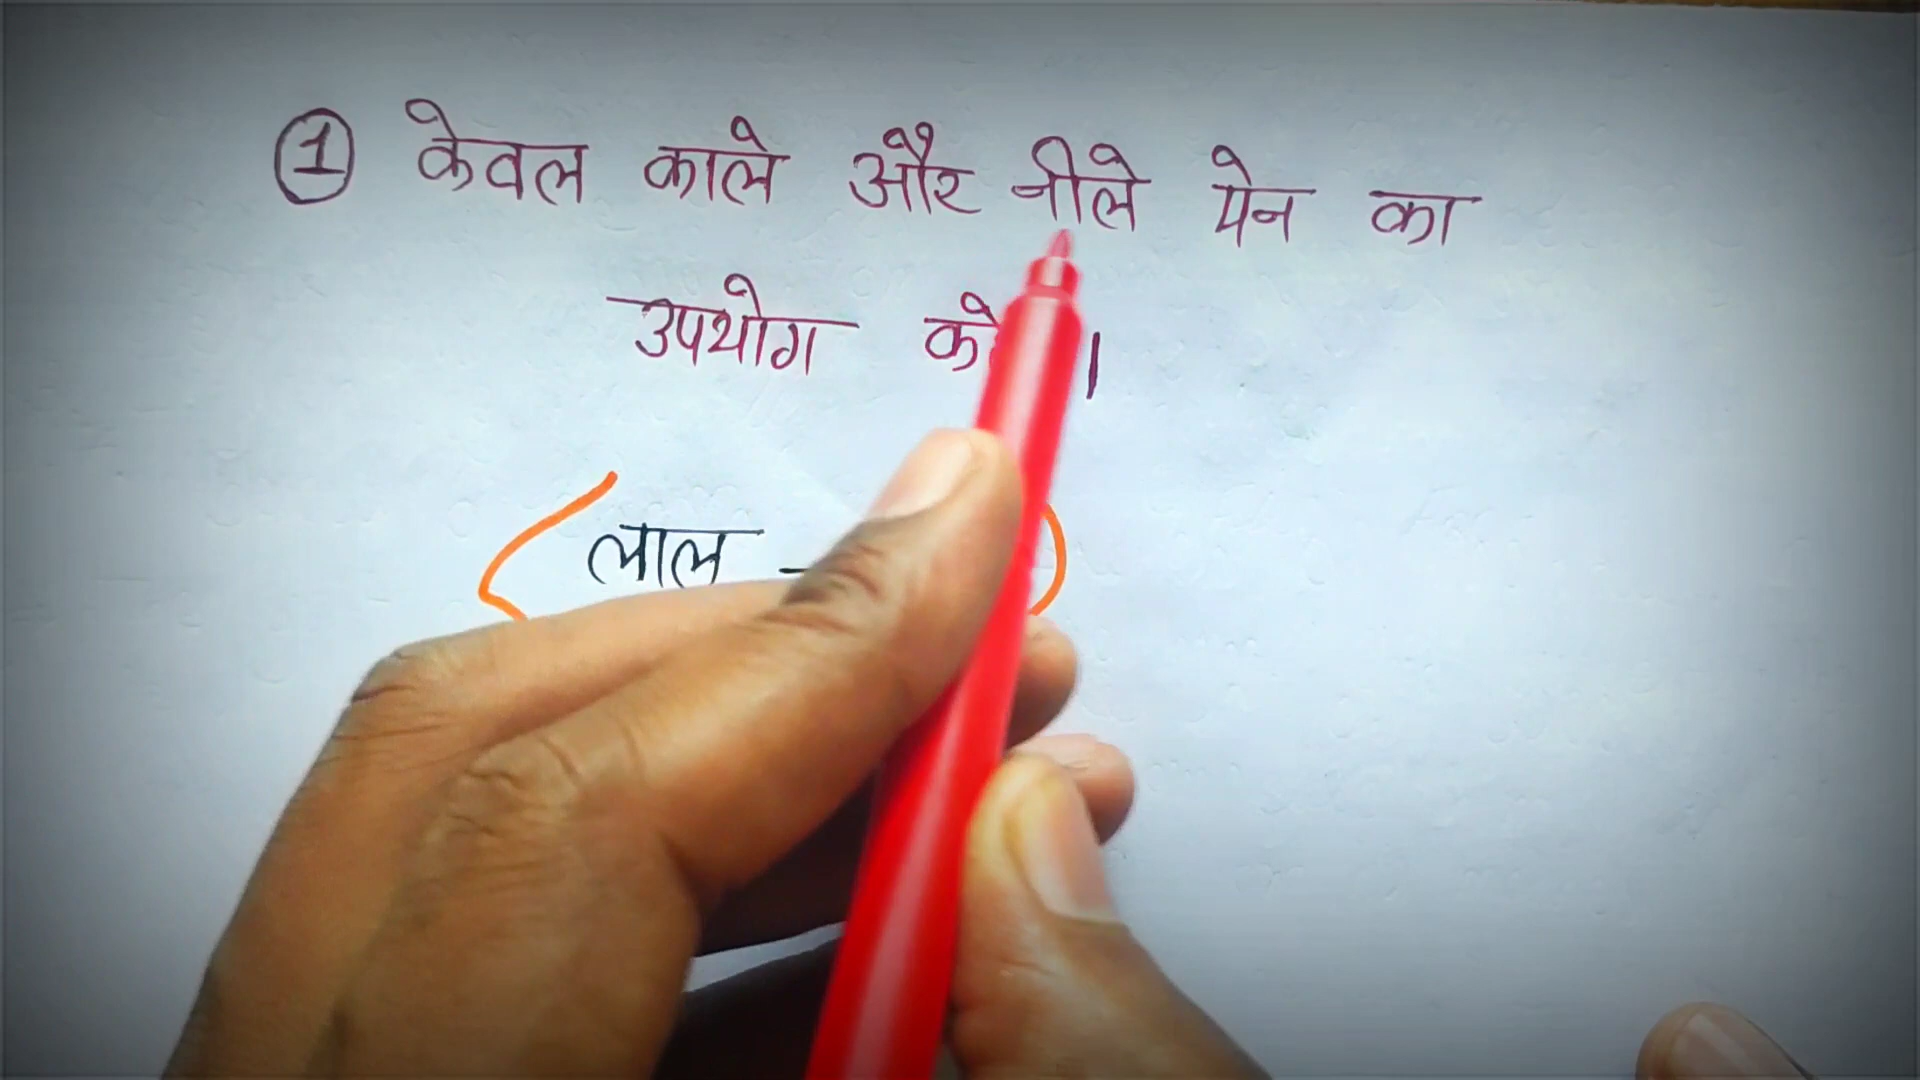 ① केवल काले और नीले पेन का
उपयोग
लाल -